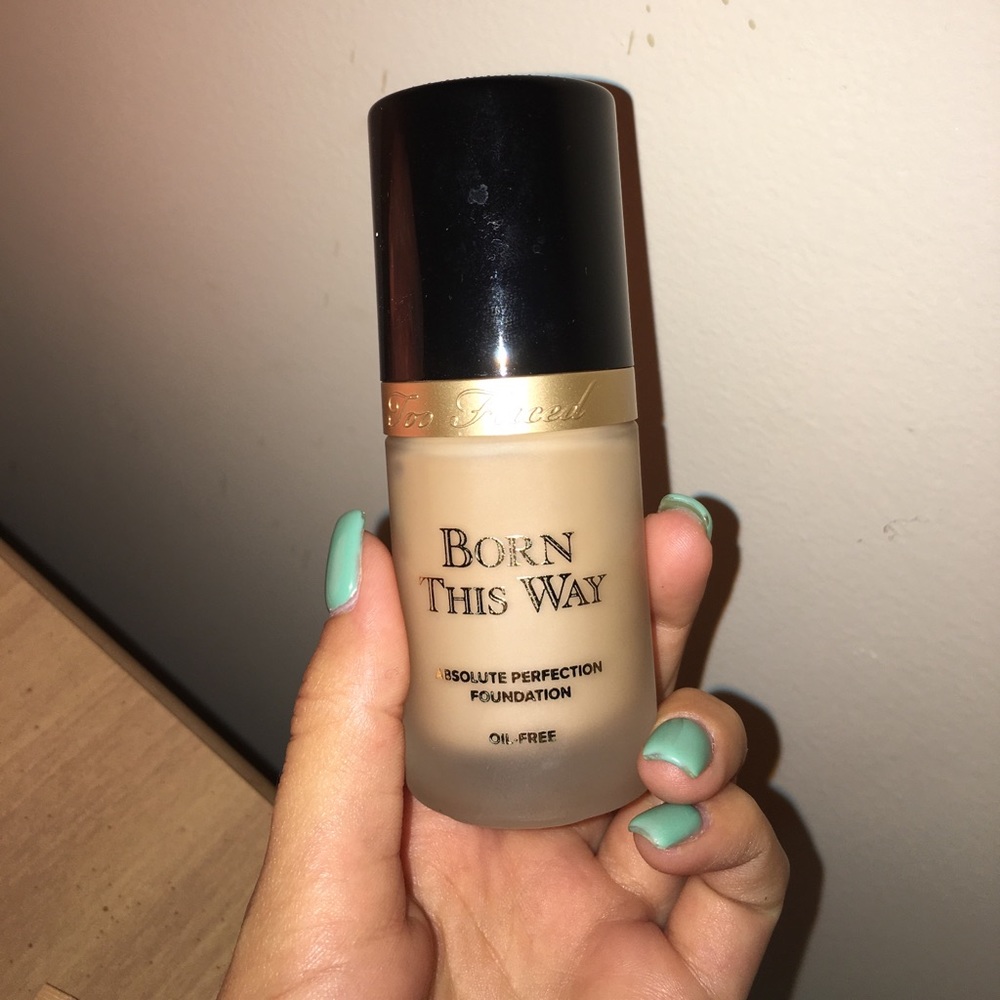 Too Faced
BORN
THIS WAY
ABSOLUTE PERFECTION
FOUNDATION
OIL-FREE